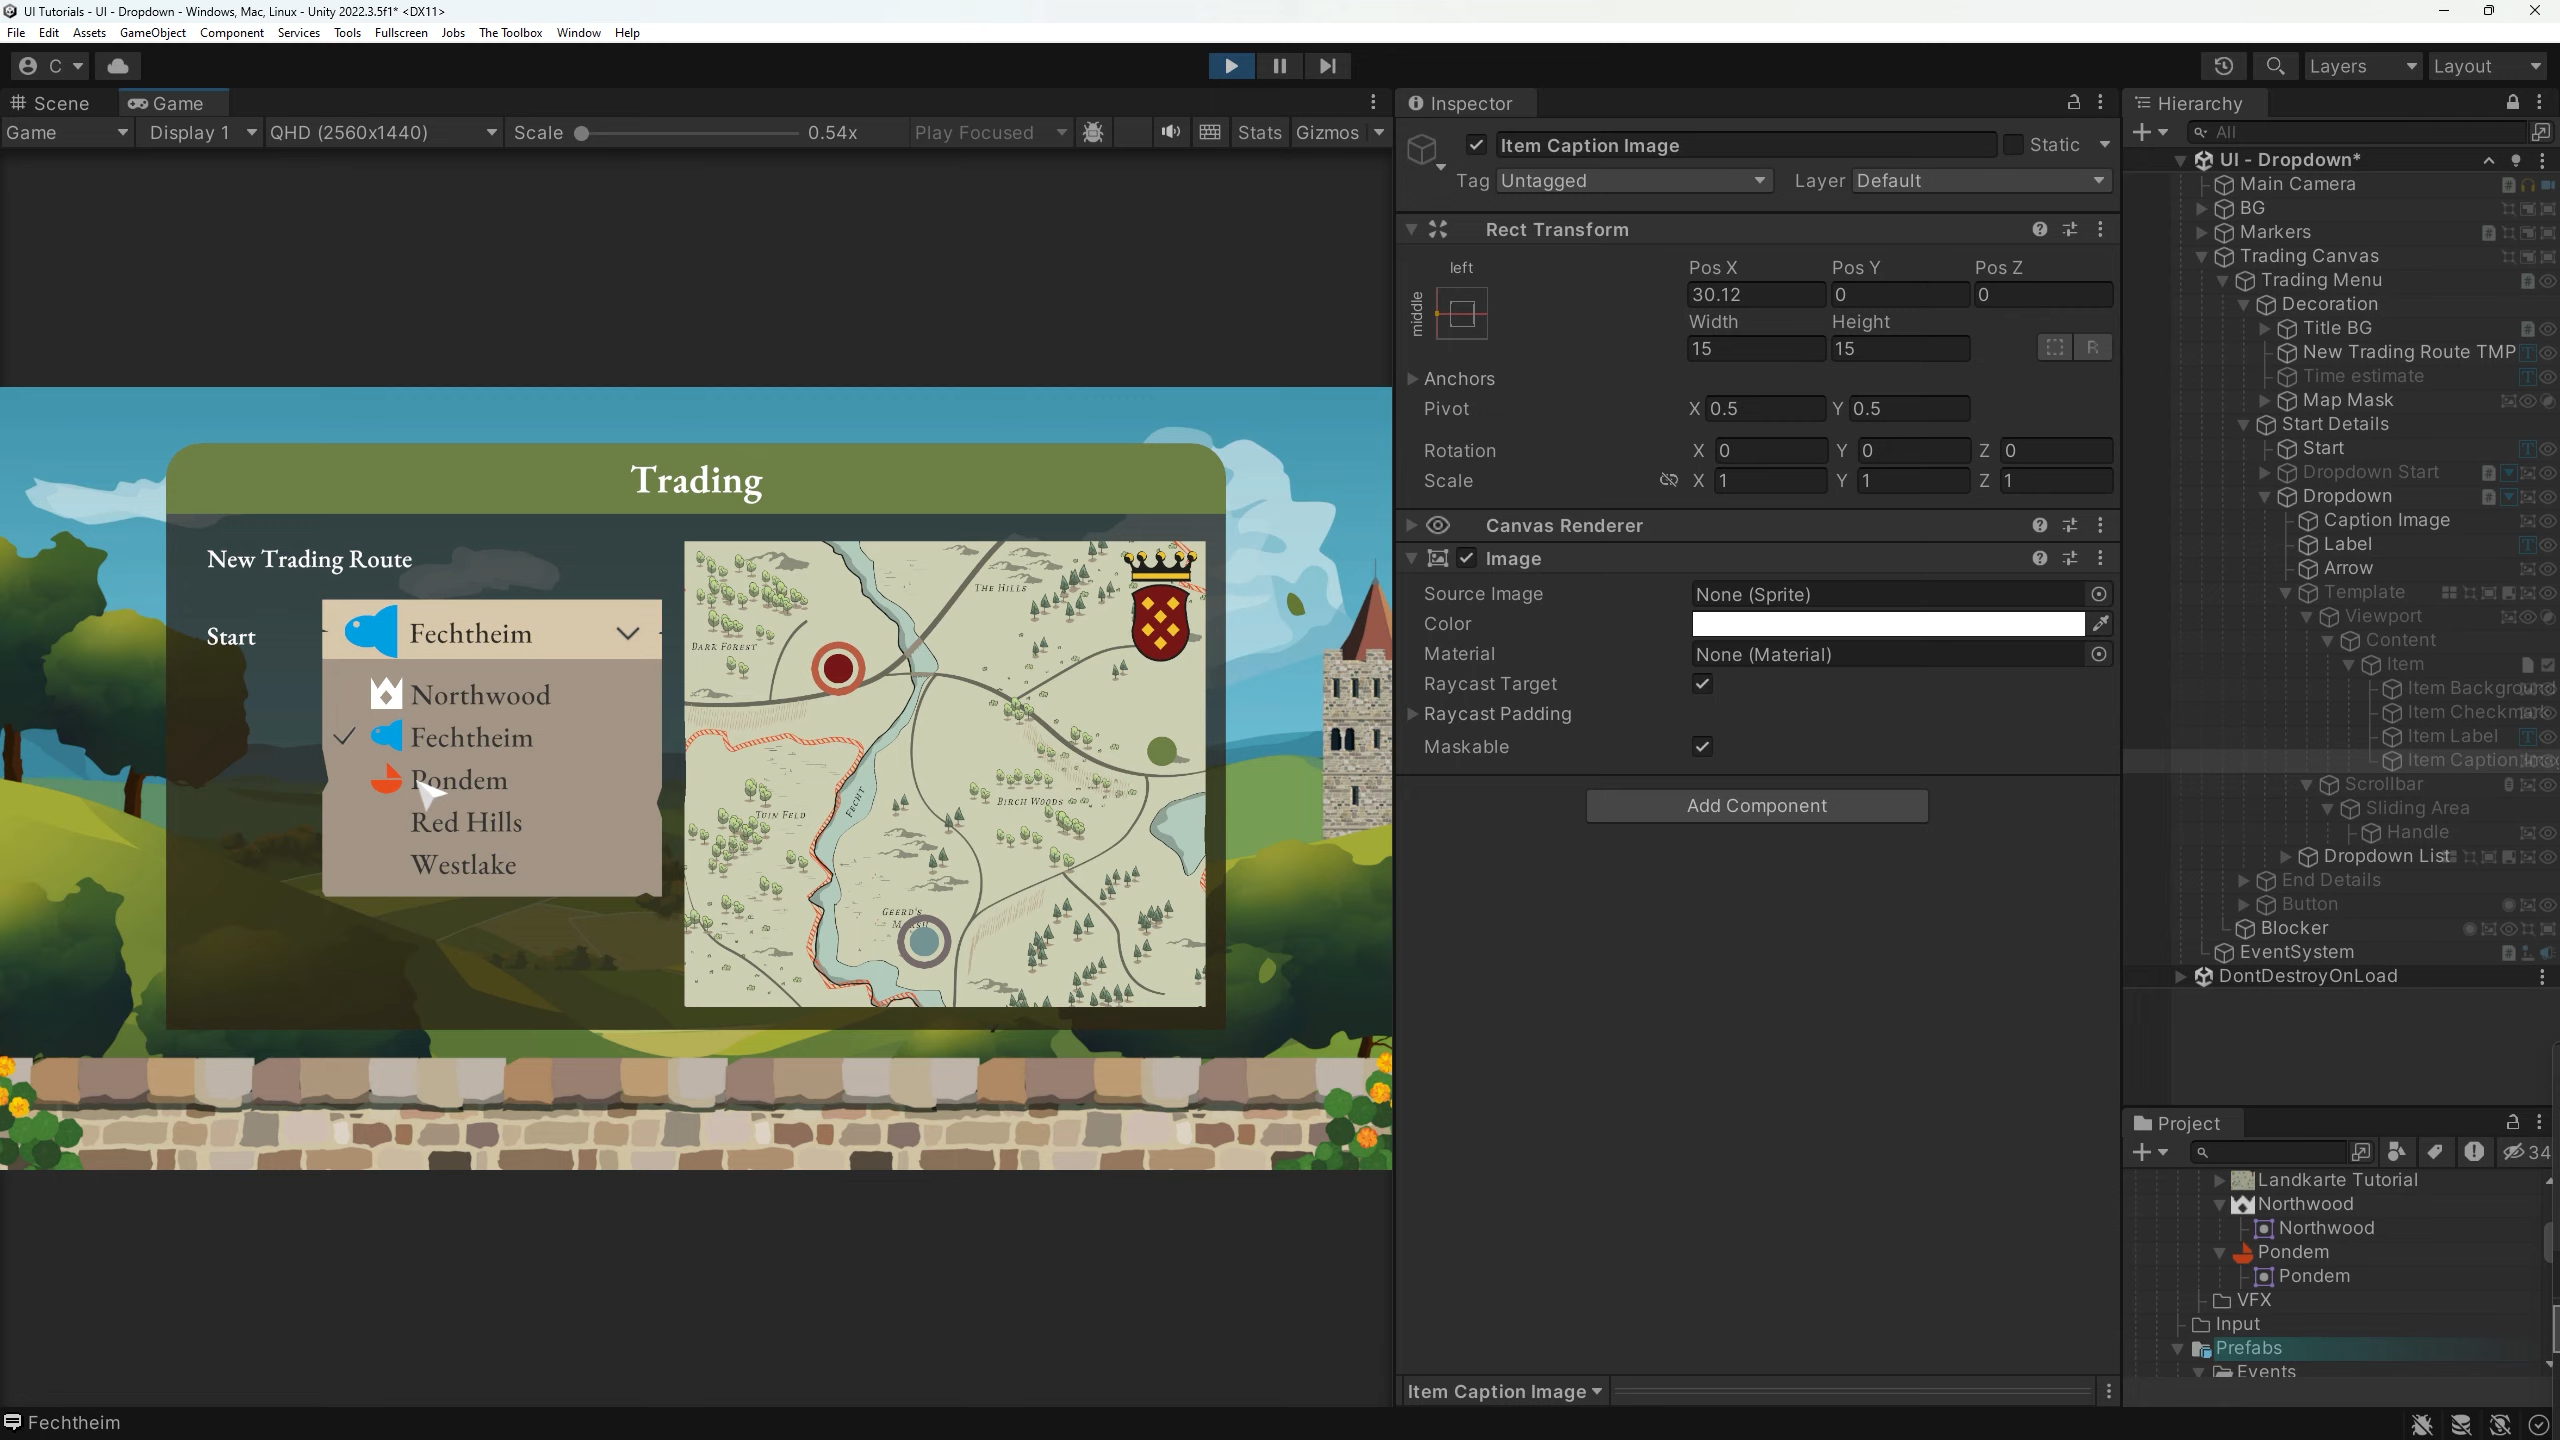 UI Tutorials - UI - Dropdown - Windows, Mac, Linux - Unity 2022.3.5f1* <DX11>
File Edit Assets GameObject Component Services Tools Fullscreen Jobs The Toolbox Window Help
C
Layers
Layout
Scene
Game
Game
Display 1
QHD (2560x1440)
Scale
0.54x
Play Focused
Stats
Gizmos
Trading
New Trading Route
Start
Fechtheim
Northwood
Fechtheim
Pondem
Red Hills
Westlake
THE HILLS
DARK FOREST
TUIN FELD
FECHT
BIRCH WOODS
GEERD'S
Inspector
Item Caption Image
Static
Tag Untagged
Layer Default
Rect Transform
left
middle
Pos X Pos Y Pos Z
30.12 0 0
Width Height
15 15
R
Anchors
Pivot X 0.5 Y 0.5
Rotation X 0 Y 0 Z 0
Scale X 1 Y 1 Z 1
Canvas Renderer
Image
Source Image None (Sprite)
Color
Material None (Material)
Raycast Target
Raycast Padding
Maskable
Add Component
Item Caption Image
Hierarchy
All
UI - Dropdown*
Main Camera
BG
Markers
Trading Canvas
Trading Menu
Decoration
Title BG
New Trading Route TMP
Time estimate
Map Mask
Start Details
Start
Dropdown Start
Dropdown
Caption Image
Label
Arrow
Template
Viewport
Content
Item
Item Background
Item Checkmark
Item Label
Item Caption
Scrollbar
Sliding Area
Handle
Dropdown List
End Details
Button
Blocker
EventSystem
DontDestroyOnLoad
Project
34
Landkarte Tutorial
Northwood
Northwood
Pondem
Pondem
VFX
Input
Prefabs
Events
Fechtheim